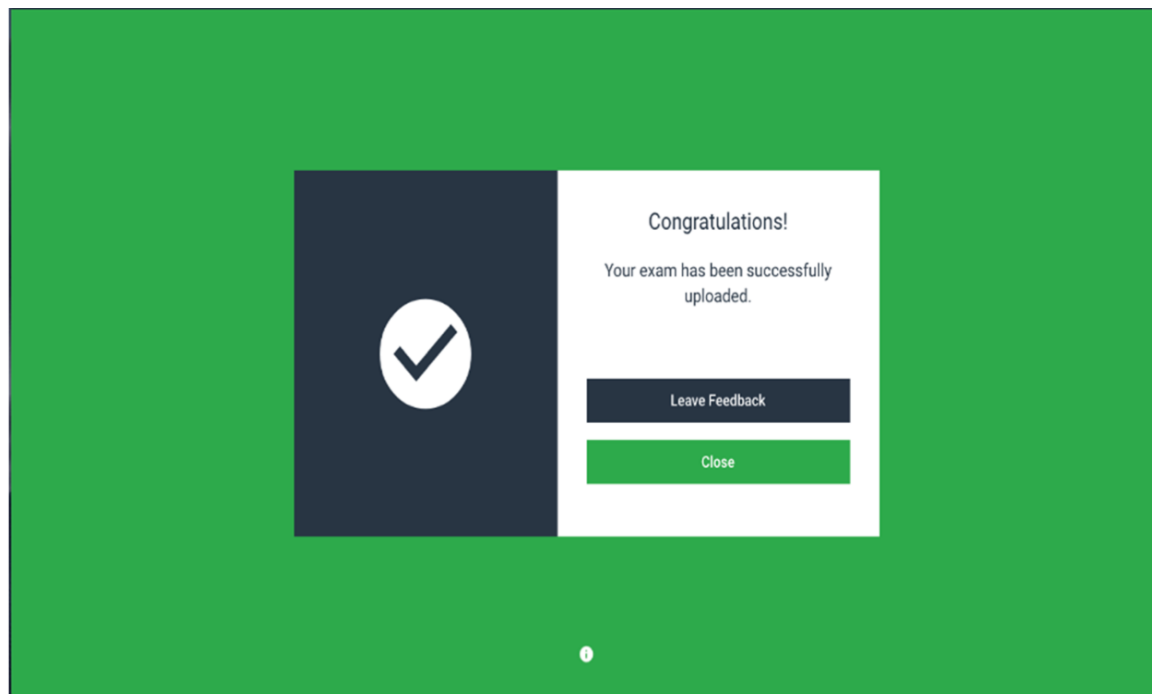 Congratulations!
Your exam has been successfully
uploaded.
Leave Feedback
Close